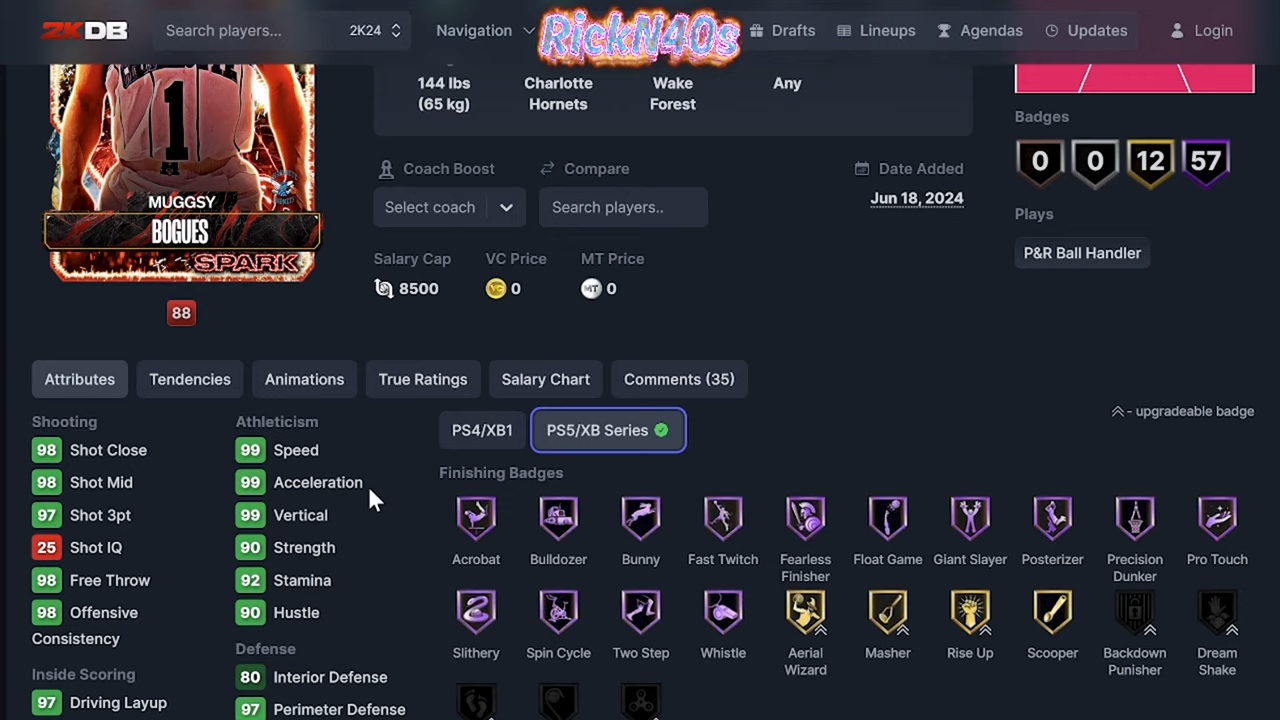 2KDB
Search players...
2K24
Navigation
RickN40s
Drafts
Lineups
Agendas
Updates
Login
1
MUGGSY
BOGUES
SPARK
88
144 lbs
(65 kg)
Charlotte
Hornets
Wake
Forest
Any
Coach Boost
Select coach
Compare
Search players..
Date Added
Jun 18, 2024
Salary Cap
8500
VC Price
VC 0
MT Price
MT 0
Badges
0 0 12 57
Plays
P&R Ball Handler
Attributes
Tendencies
Animations
True Ratings
Salary Chart
Comments (35)
Shooting
98 Shot Close
98 Shot Mid
97 Shot 3pt
25 Shot IQ
98 Free Throw
98 Offensive
Consistency
Inside Scoring
97 Driving Layup
Athleticism
99 Speed
99 Acceleration
99 Vertical
90 Strength
92 Stamina
90 Hustle
Defense
80 Interior Defense
97 Perimeter Defense
PS4/XB1
PS5/XB Series
- upgradeable badge
Finishing Badges
Acrobat
Bulldozer
Bunny
Fast Twitch
Fearless
Finisher
Float Game
Giant Slayer
Posterizer
Precision
Dunker
Pro Touch
Slithery
Spin Cycle
Two Step
Whistle
Aerial
Wizard
Masher
Rise Up
Scooper
Backdown
Punisher
Dream
Shake